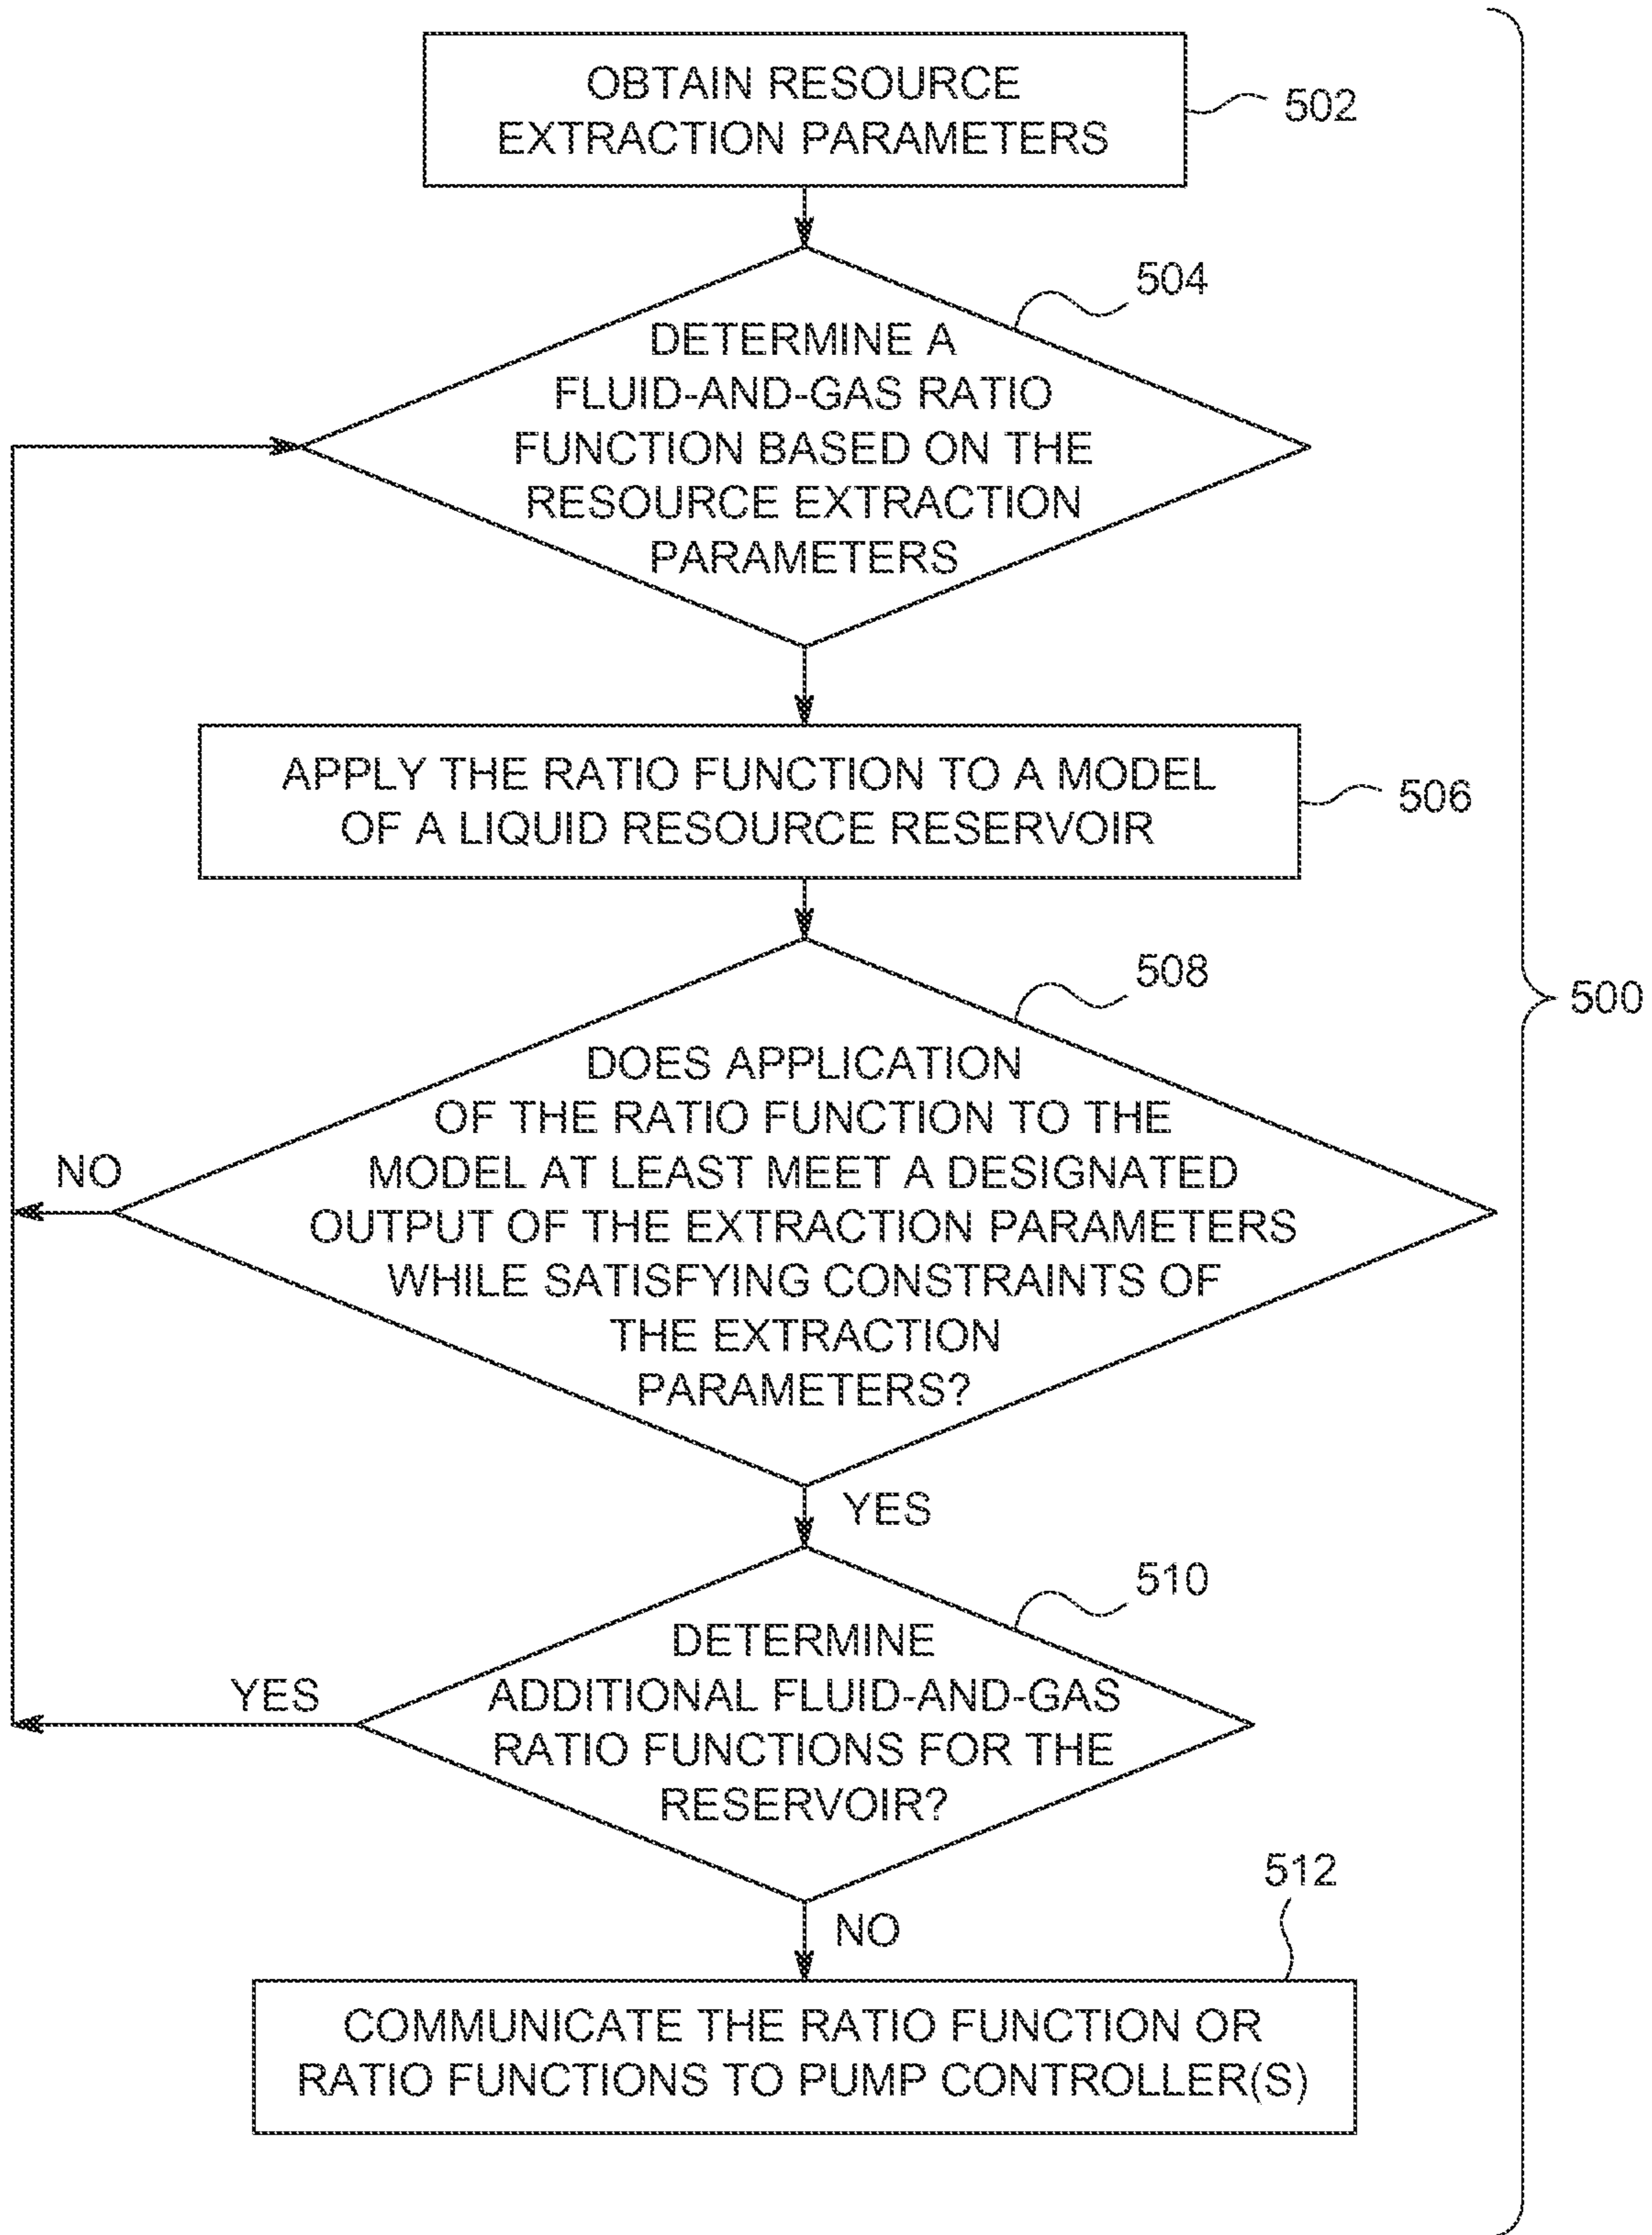 OBTAIN RESOURCE
EXTRACTION PARAMETERS
502
504
DETERMINE A
FLUID-AND-GAS RATIO
FUNCTION BASED ON THE
RESOURCE EXTRACTION
PARAMETERS
APPLY THE RATIO FUNCTION TO A MODEL
OF A LIQUID RESOURCE RESERVOIR
506
508
500
DOES APPLICATION
OF THE RATIO FUNCTION TO THE
MODEL AT LEAST MEET A DESIGNATED
OUTPUT OF THE EXTRACTION PARAMETERS
WHILE SATISFYING CONSTRAINTS OF
THE EXTRACTION
PARAMETERS?
NO
YES
510
DETERMINE
ADDITIONAL FLUID-AND-GAS
RATIO FUNCTIONS FOR THE
RESERVOIR?
YES
NO
512
COMMUNICATE THE RATIO FUNCTION OR
RATIO FUNCTIONS TO PUMP CONTROLLER(S)